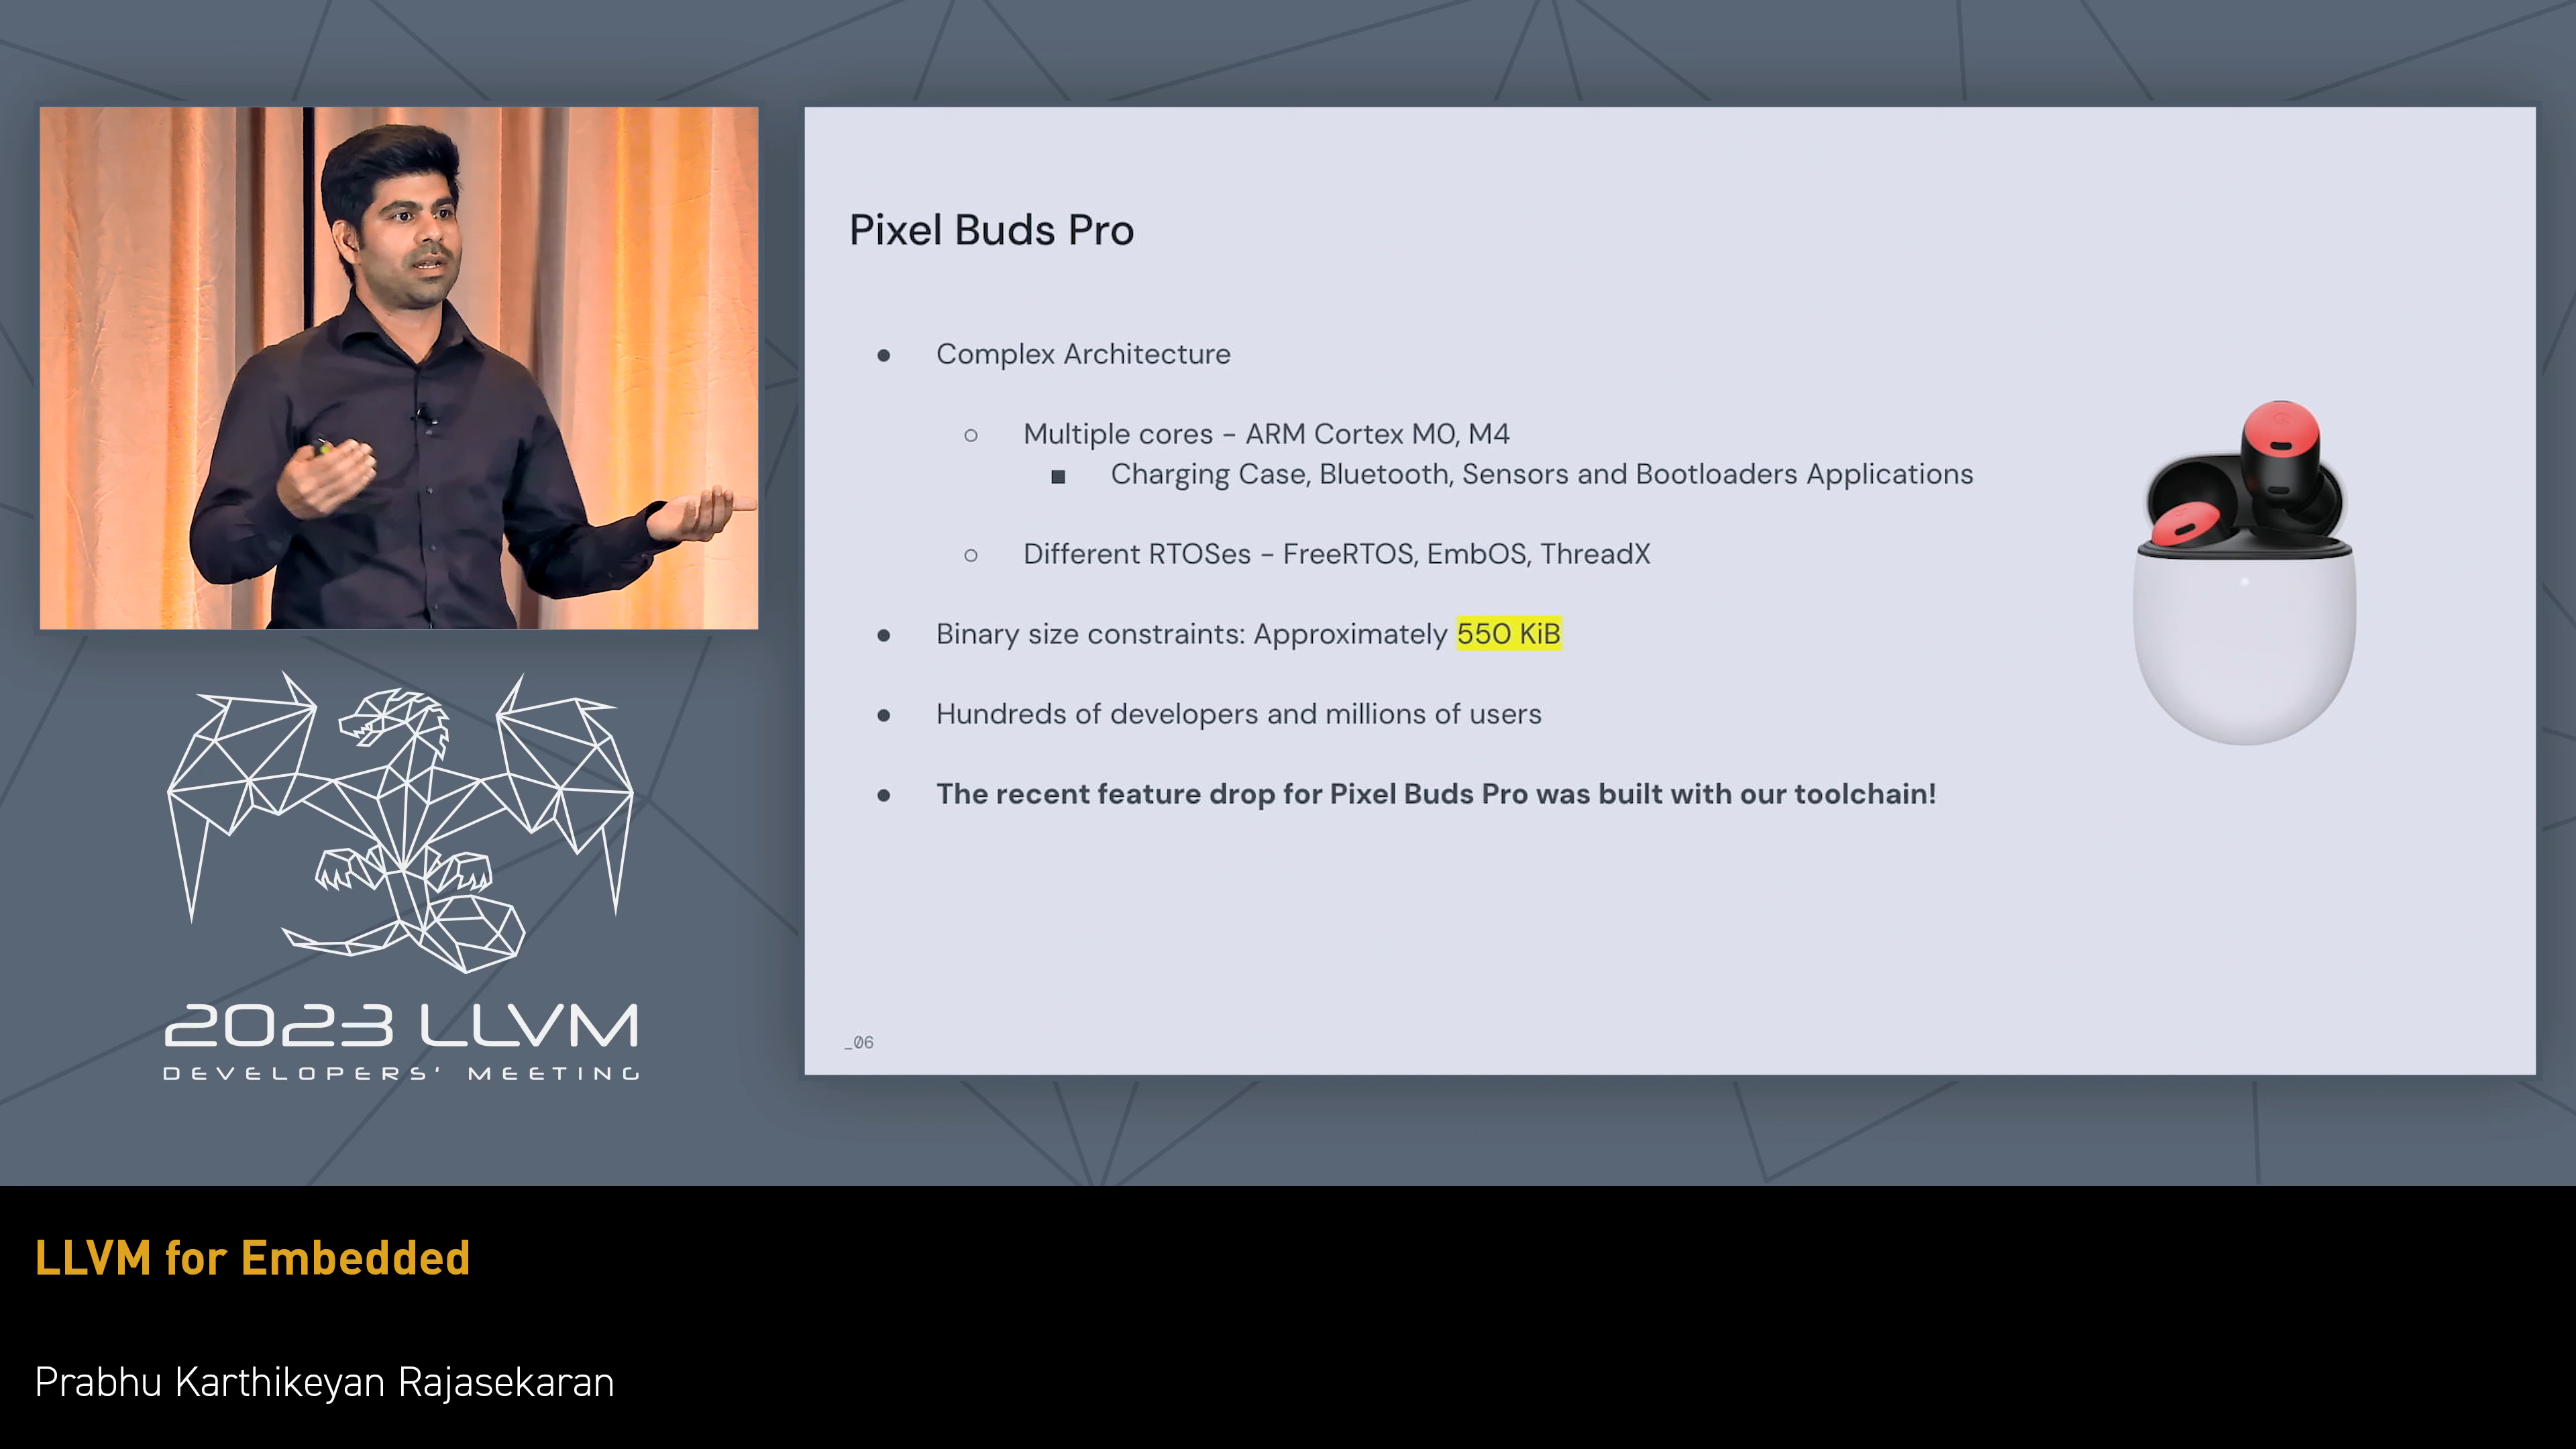 Pixel Buds Pro
● Complex Architecture
○ Multiple cores – ARM Cortex M0, M4
■ Charging Case, Bluetooth, Sensors and Bootloaders Applications
○ Different RTOSes – FreeRTOS, EmbOS, ThreadX
● Binary size constraints: Approximately 550 KiB
● Hundreds of developers and millions of users
● The recent feature drop for Pixel Buds Pro was built with our toolchain!
_06
2023 LLVM
DEVELOPERS' MEETING
LLVM for Embedded
Prabhu Karthikeyan Rajasekaran